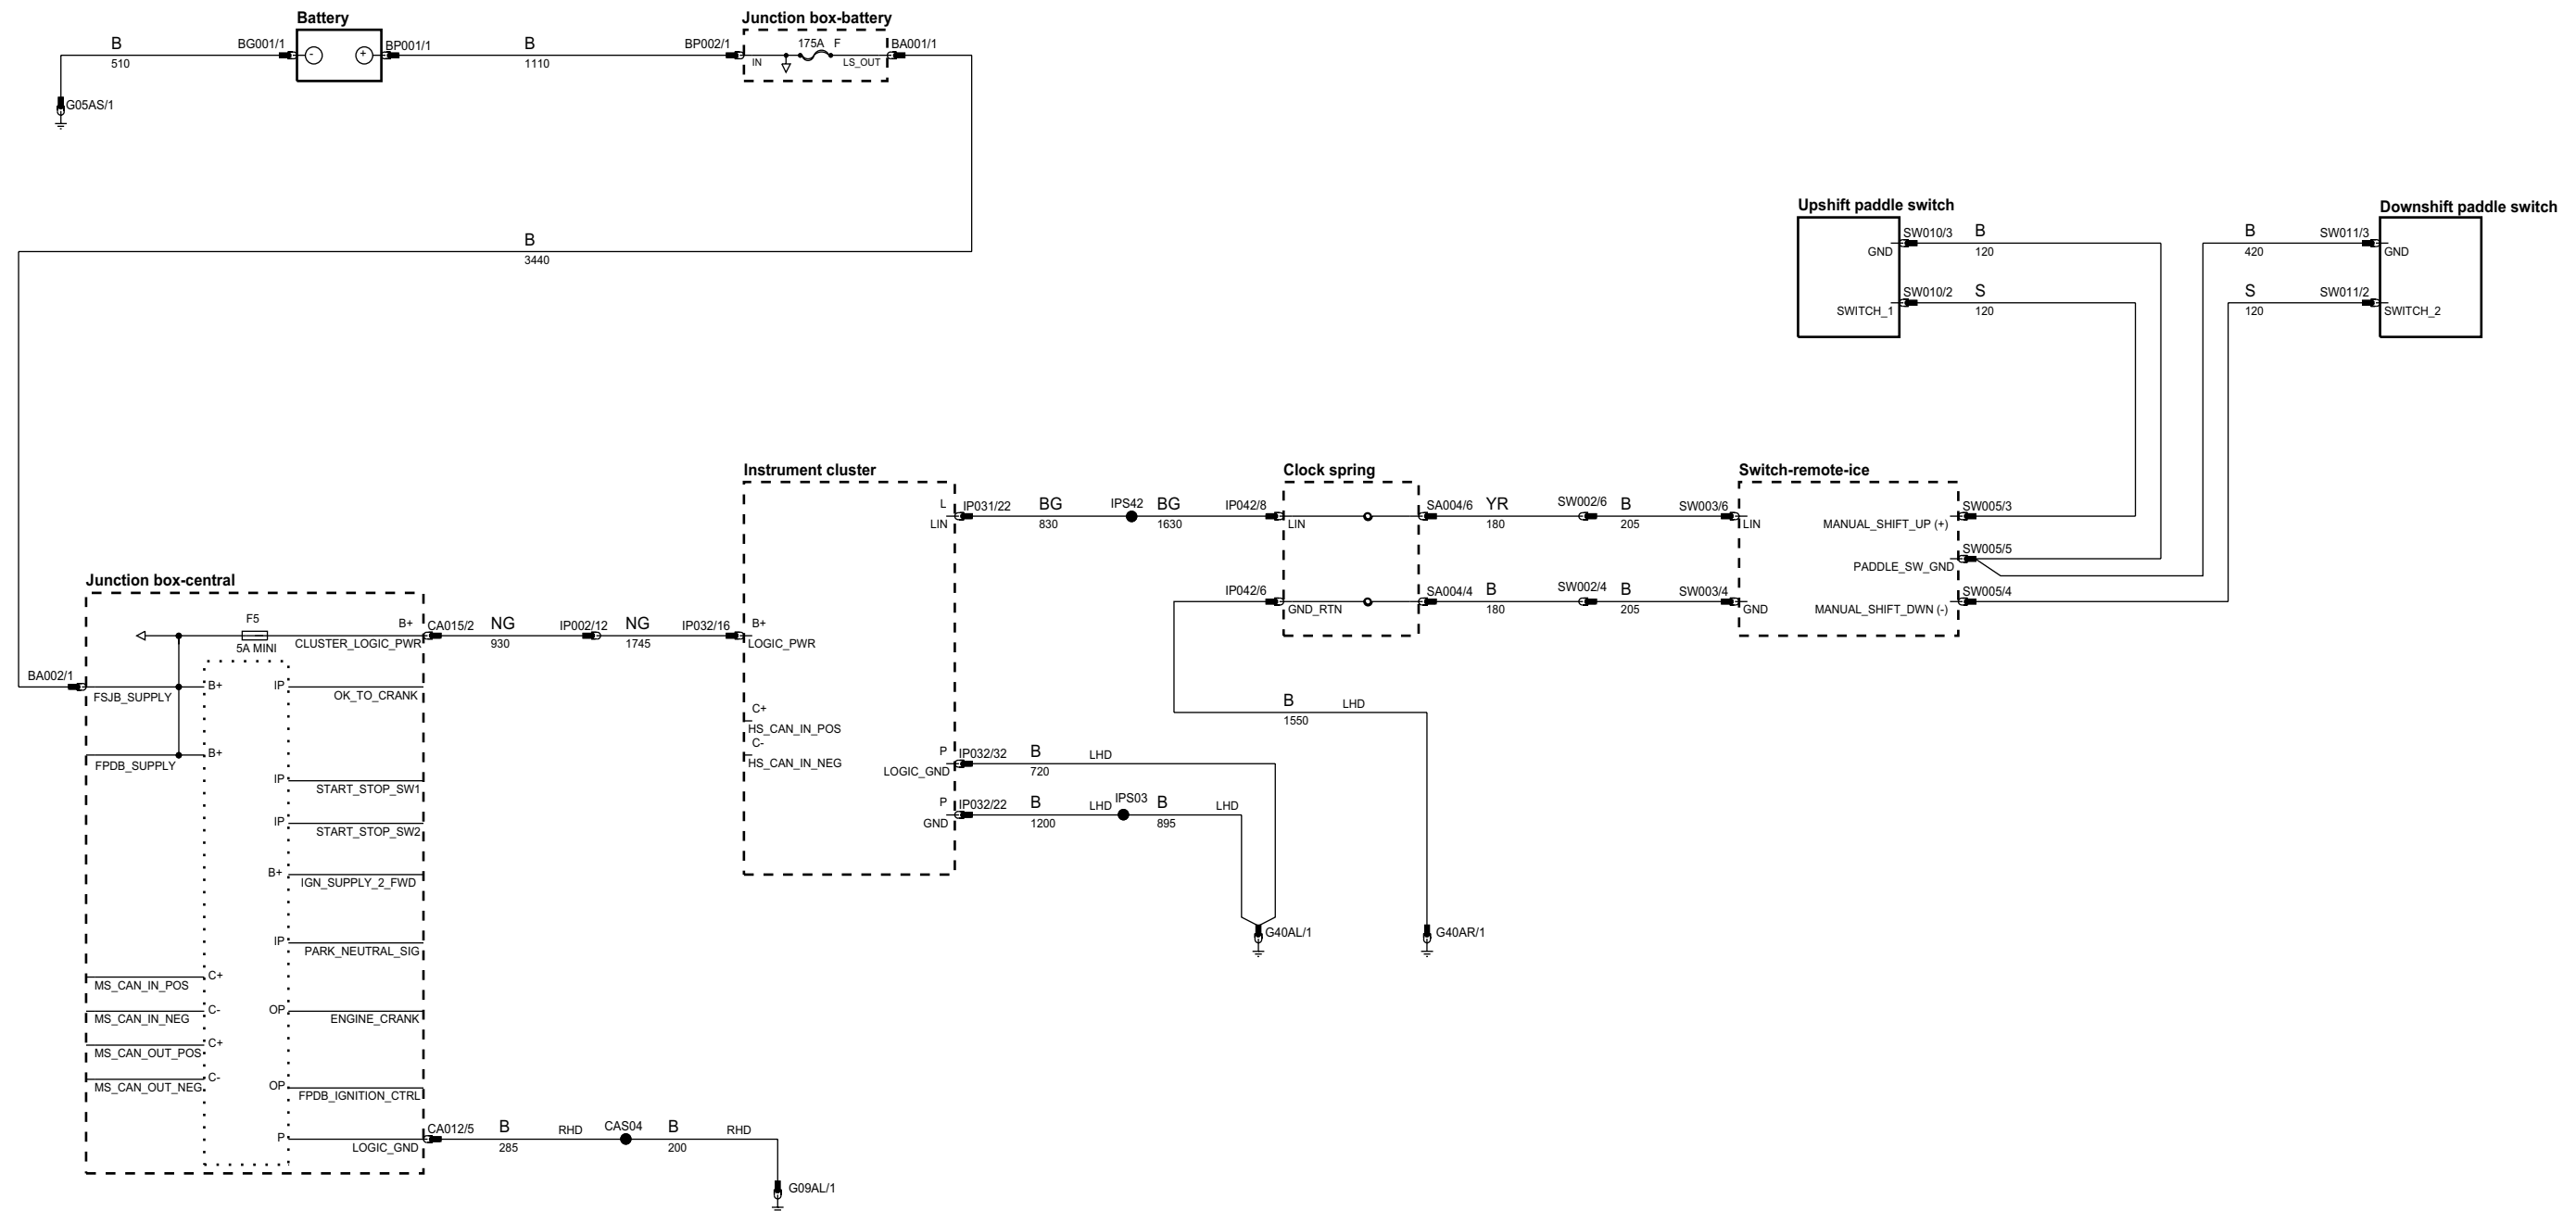 Battery
B
510
BG001/1
-
+
BP001/1
B
1110
G05AS/1
Junction box-battery
BP002/1
175A F
IN
LS_OUT
BA001/1
B
3440
Upshift paddle switch
SW010/3
B
GND
120
SW010/2
S
SWITCH_1
120
Downshift paddle switch
B
SW011/3
420
GND
S
SW011/2
120
SWITCH_2
Instrument cluster
L
LIN
IP031/22
BG
830
IPS42
BG
1630
IP042/8
Clock spring
LIN
SA004/6
YR
180
SW002/6
B
205
SW003/6
Switch-remote-ice
LIN
MANUAL_SHIFT_UP (+)
SW005/3
SW005/5
PADDLE_SW_GND
IP042/6
GND_RTN
SA004/4
B
180
SW002/4
B
205
SW003/4
GND
MANUAL_SHIFT_DWN (-)
SW005/4
B
1550
LHD
G40AR/1
Junction box-central
F5
5A MINI
B+
CLUSTER_LOGIC_PWR
CA015/2
NG
930
IP002/12
NG
1745
IP032/16
B+
LOGIC_PWR
BA002/1
FSJB_SUPPLY
B+
IP
OK_TO_CRANK
FPDB_SUPPLY
B+
C+
HS_CAN_IN_POS
C-
HS_CAN_IN_NEG
P
LOGIC_GND
IP032/32
B
720
LHD
P
GND
IP032/22
B
1200
LHD
IPS03
B
895
LHD
G40AL/1
IP
START_STOP_SW1
IP
START_STOP_SW2
B+
IGN_SUPPLY_2_FWD
IP
PARK_NEUTRAL_SIG
C+
MS_CAN_IN_POS
C-
MS_CAN_IN_NEG
OP
ENGINE_CRANK
C+
MS_CAN_OUT_POS
C-
MS_CAN_OUT_NEG
OP
FPDB_IGNITION_CTRL
P
LOGIC_GND
CA012/5
B
285
RHD
CAS04
B
200
RHD
G09AL/1